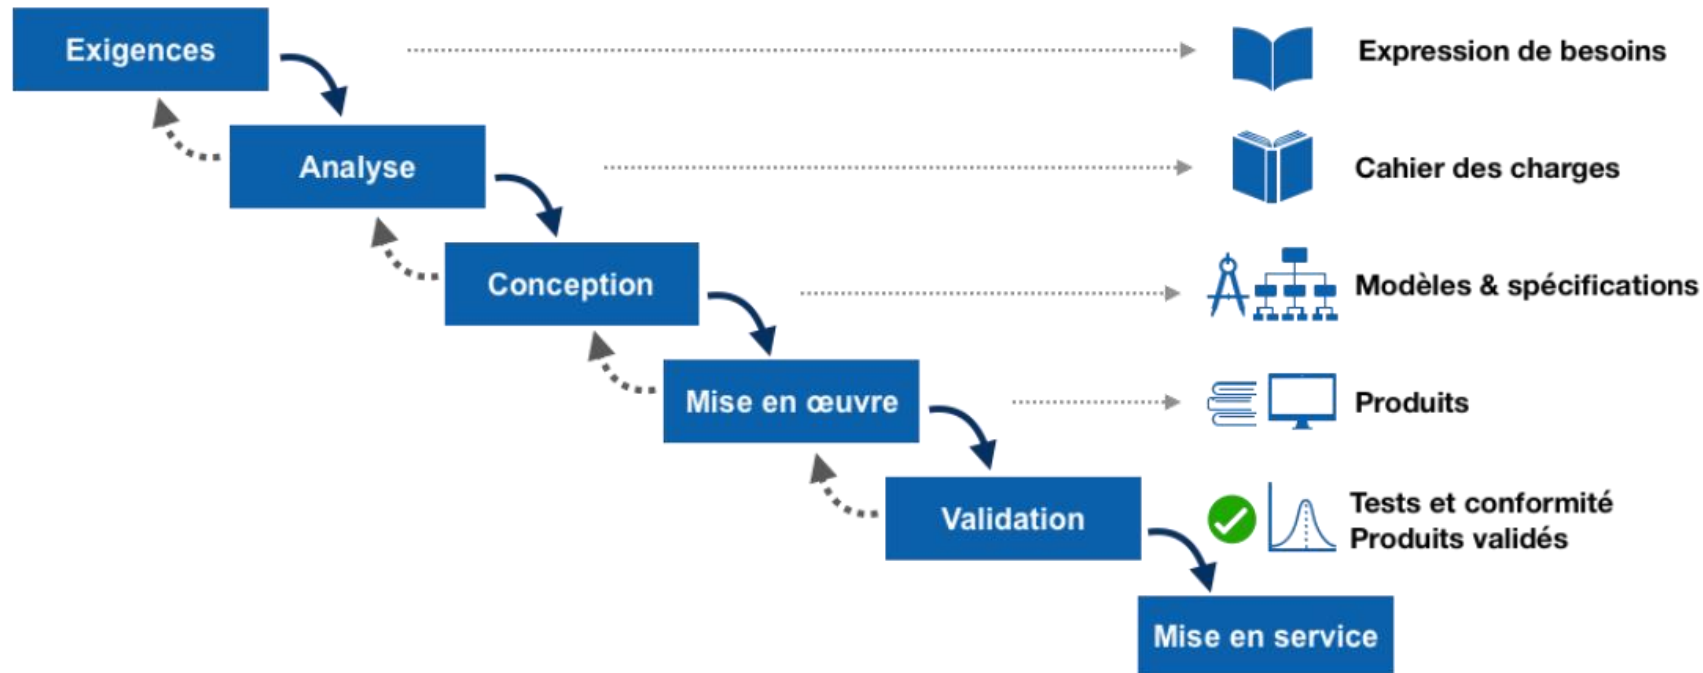 Exigences
Expression de besoins
Analyse
Cahier des charges
Conception
Modèles & spécifications
Mise en œuvre
Produits
Validation
Tests et conformité
Produits validés
Mise en service